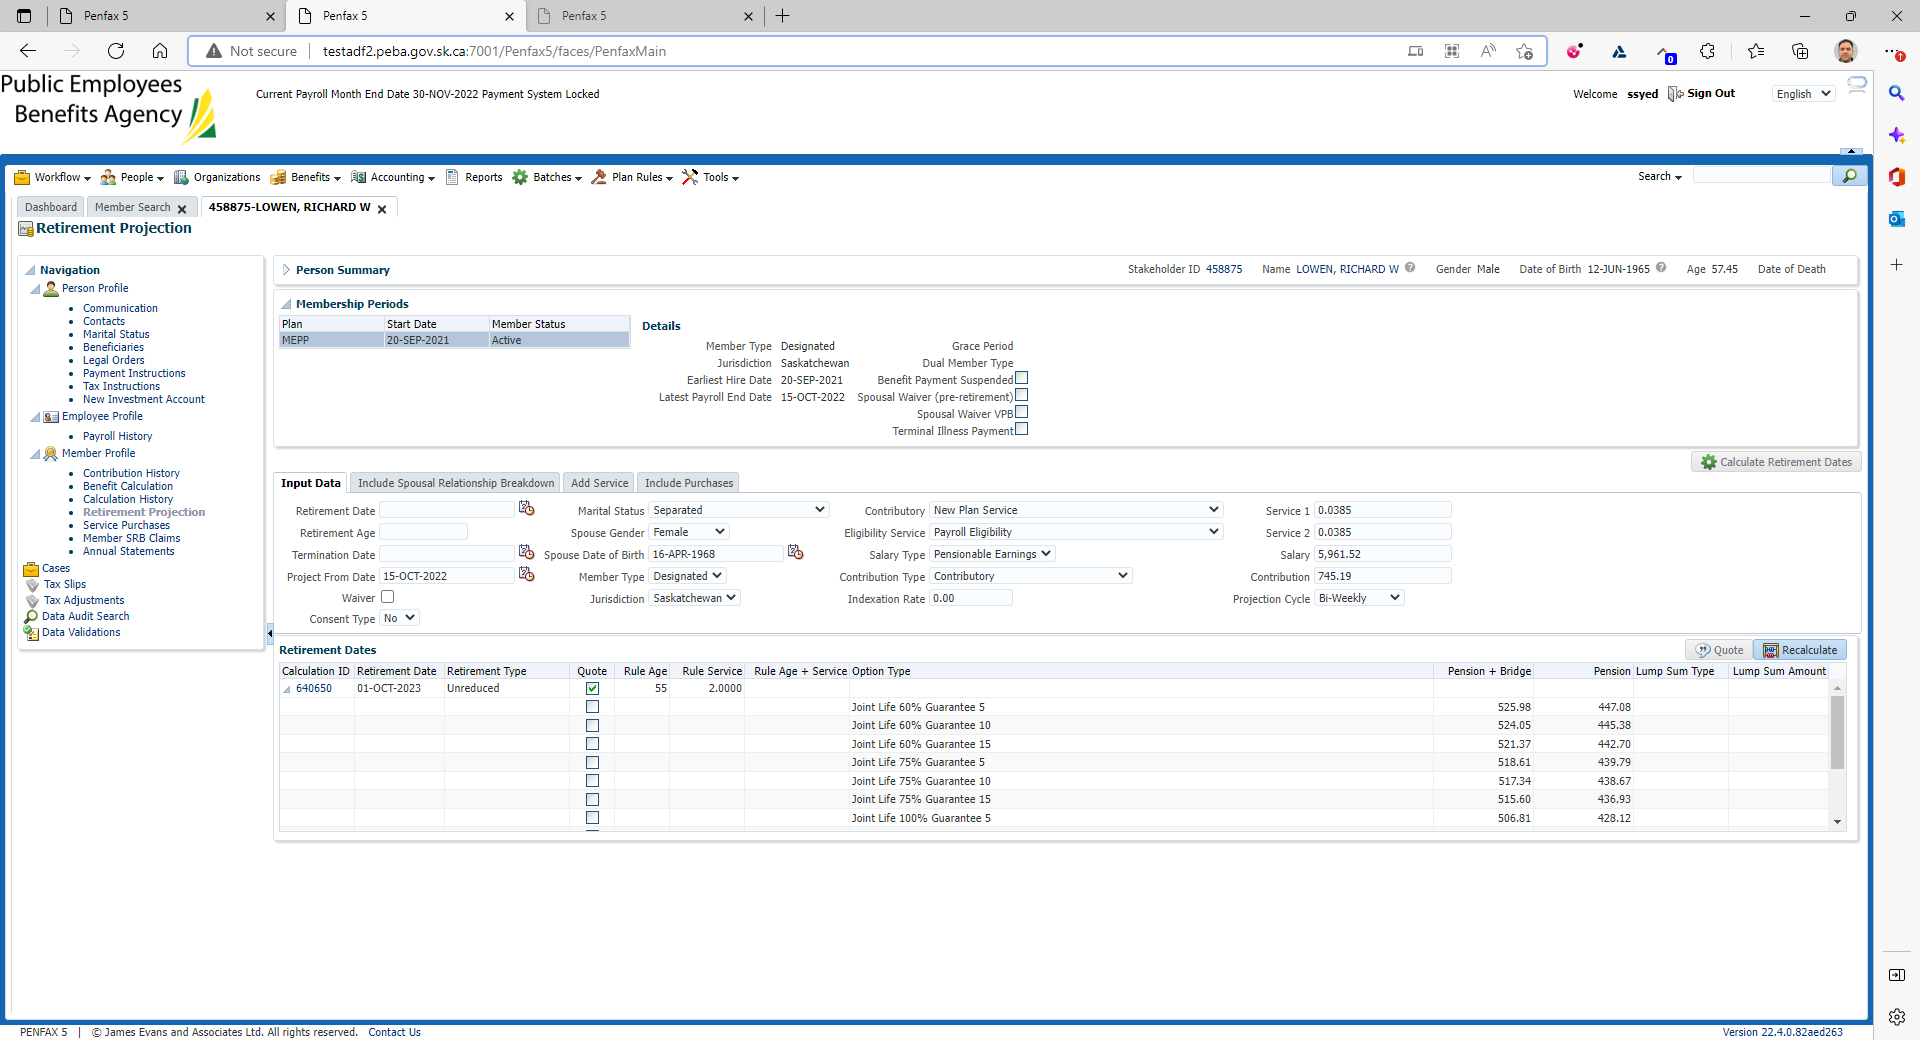 Penfax 5
Penfax 5
Penfax 5
Not secure
testadf2.peba.gov.sk.ca:7001/Penfax5/faces/PenfaxMain
Public Employees
Benefits Agency
Current Payroll Month End Date 30-NOV-2022 Payment System Locked
Welcome ssyed Sign Out English
Workflow People Organizations Benefits Accounting Reports Batches Plan Rules Tools Search
Dashboard Member Search 458875-LOWEN, RICHARD W
Retirement Projection
Navigation
Person Profile
Communication
Contacts
Marital Status
Beneficiaries
Legal Orders
Payment Instructions
Tax Instructions
New Investment Account
Employee Profile
Payroll History
Member Profile
Contribution History
Benefit Calculation
Calculation History
Retirement Projection
Service Purchases
Member SRB Claims
Annual Statements
Cases
Tax Slips
Tax Adjustments
Data Audit Search
Data Validations
Person Summary Stakeholder ID 458875 Name LOWEN, RICHARD W Gender Male Date of Birth 12-JUN-1965 Age 57.45 Date of Death
Membership Periods
Plan Start Date Member Status
MEPP 20-SEP-2021 Active
Details
Member Type Designated Grace Period
Jurisdiction Saskatchewan Dual Member Type
Earliest Hire Date 20-SEP-2021 Benefit Payment Suspended
Latest Payroll End Date 15-OCT-2022 Spousal Waiver (pre-retirement)
Spousal Waiver VPB
Terminal Illness Payment
Calculate Retirement Dates
Input Data Include Spousal Relationship Breakdown Add Service Include Purchases
Retirement Date Marital Status Separated Contributory New Plan Service Service 1 0.0385
Retirement Age Spouse Gender Female Eligibility Service Payroll Eligibility Service 2 0.0385
Termination Date Spouse Date of Birth 16-APR-1968 Salary Type Pensionable Earnings Salary 5,961.52
Project From Date 15-OCT-2022 Member Type Designated Contribution Type Contributory Contribution 745.19
Waiver Jurisdiction Saskatchewan Indexation Rate 0.00 Projection Cycle Bi-Weekly
Consent Type No
Retirement Dates Quote Recalculate
Calculation ID Retirement Date Retirement Type Quote Rule Age Rule Service Rule Age + Service Option Type Pension + Bridge Pension Lump Sum Type Lump Sum Amount
640650 01-OCT-2023 Unreduced 55 2.0000
Joint Life 60% Guarantee 5 525.98 447.08
Joint Life 60% Guarantee 10 524.05 445.38
Joint Life 60% Guarantee 15 521.37 442.70
Joint Life 75% Guarantee 5 518.61 439.79
Joint Life 75% Guarantee 10 517.34 438.67
Joint Life 75% Guarantee 15 515.60 436.93
Joint Life 100% Guarantee 5 506.81 428.12
PENFAX 5 | © James Evans and Associates Ltd. All rights reserved. Contact Us
Version 22.4.0.82aed263